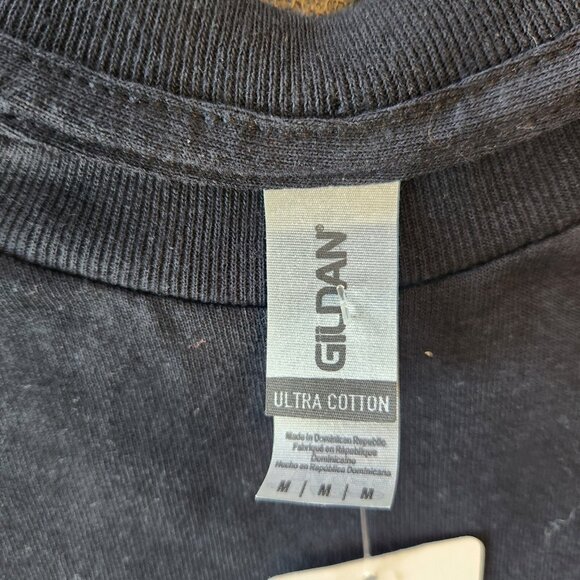 GILDAN®
ULTRA COTTON
Made in Dominican Republic
Fabriqué en République
Dominicaine
Hecho en República Dominicana
M / M / M